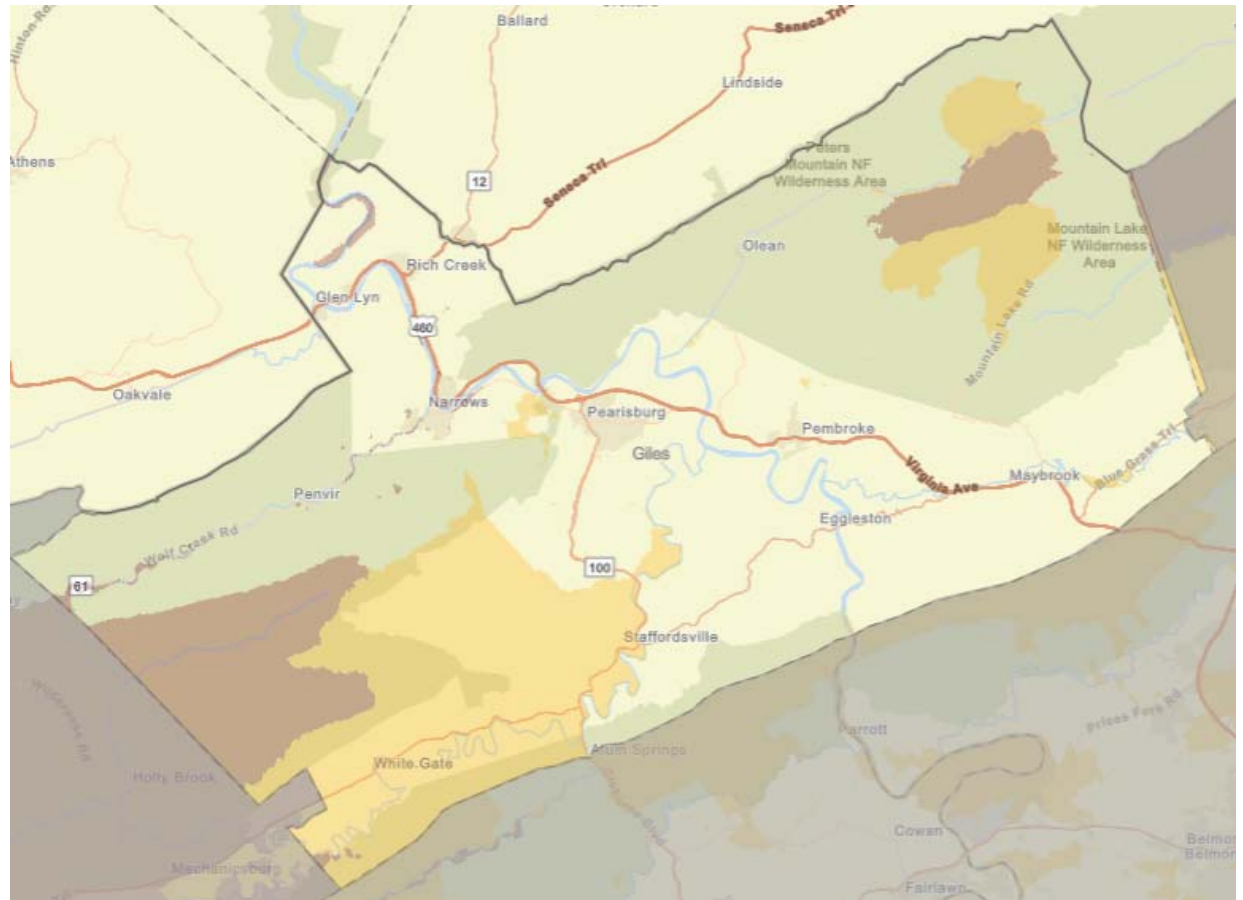 Ballard
Seneca Trl
Hinton-Rd
Lindside
Athens
Peters
Mountain NF
Wilderness Area
12
Seneca Trl
Mountain Lake
NF Wilderness
Area
Olean
Rich Creek
Glen Lyn
460
Mountain Lake Rd
Oakvale
Narrows
Pearisburg
Pembroke
Giles
Virginia Ave
Maybrook
Blue Grass Trl
Penvir
Eggleston
Wolf Creek Rd
61
100
Staffordsville
Prices Fork Rd
Parrott
Alum Springs
White Gate
Holly Brook
Cowan
Mechanicsburg
Fairlawn